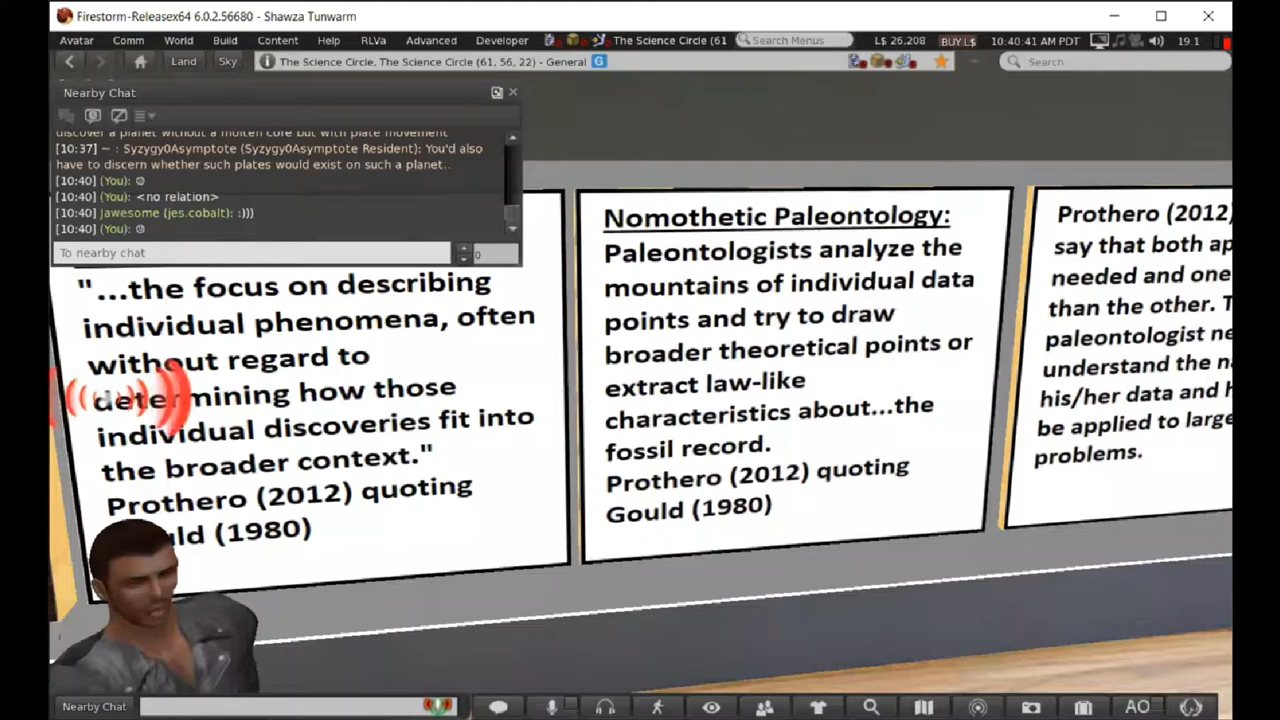 Firestorm-Releasex64 6.0.2.56680 - Shawza Tunwarm
Avatar Comm World Build Content Help RLVa Advanced Developer The Science Circle (61 Search Menus L$ 26,208 BUY L$ 10:40:41 AM PDT 19.1
Land Sky The Science Circle, The Science Circle (61, 56, 22) - General G Search
Nearby Chat
discover a planet without a molten core but with plate movement
[10:37] ~ : Syzygy0Asymptote (Syzygy0Asymptote Resident): You'd also
have to discern whether such plates would exist on such a planet..
[10:40] (You): ☺
[10:40] (You): <no relation>
[10:40] Jawesome (jes.cobalt): :)))
[10:40] (You): ☺
To nearby chat
0
"...the focus on describing
individual phenomena, often
without regard to
determining how those
individual discoveries fit into
the broader context."
Prothero (2012) quoting
(1980)
Nomothetic Paleontology:
Paleontologists analyze the
mountains of individual data
points and try to draw
broader theoretical points or
extract law-like
characteristics about...the
fossil record.
Prothero (2012) quoting
Gould (1980)
Prothero (2012)
say that both ap
needed and one
than the other. T
paleontologist ne
understand the na
his/her data and h
be applied to large
problems.
Nearby Chat
AO